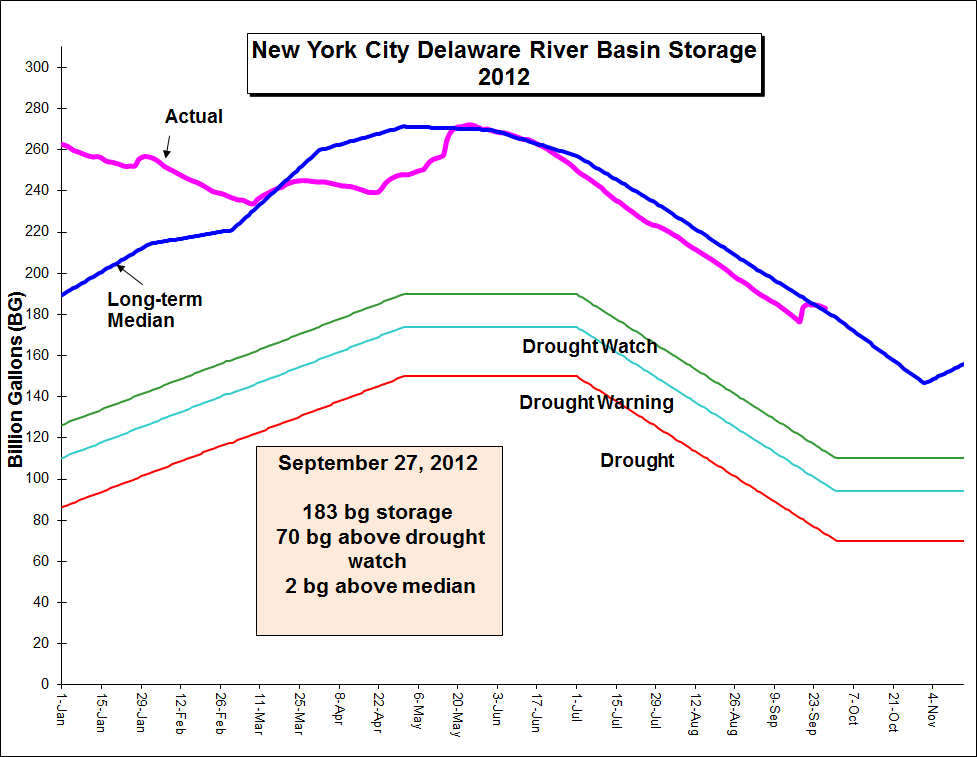 New York City Delaware River Basin Storage
2012
Billion Gallons (BG)
300
280
260
240
220
200
180
160
140
120
100
80
60
40
20
0
Actual
Long-term
Median
Drought Watch
Drought Warning
Drought
September 27, 2012
183 bg storage
70 bg above drought
watch
2 bg above median
1-Jan
15-Jan
29-Jan
12-Feb
26-Feb
11-Mar
25-Mar
8-Apr
22-Apr
6-May
20-May
3-Jun
17-Jun
1-Jul
15-Jul
29-Jul
12-Aug
26-Aug
9-Sep
23-Sep
7-Oct
21-Oct
4-Nov